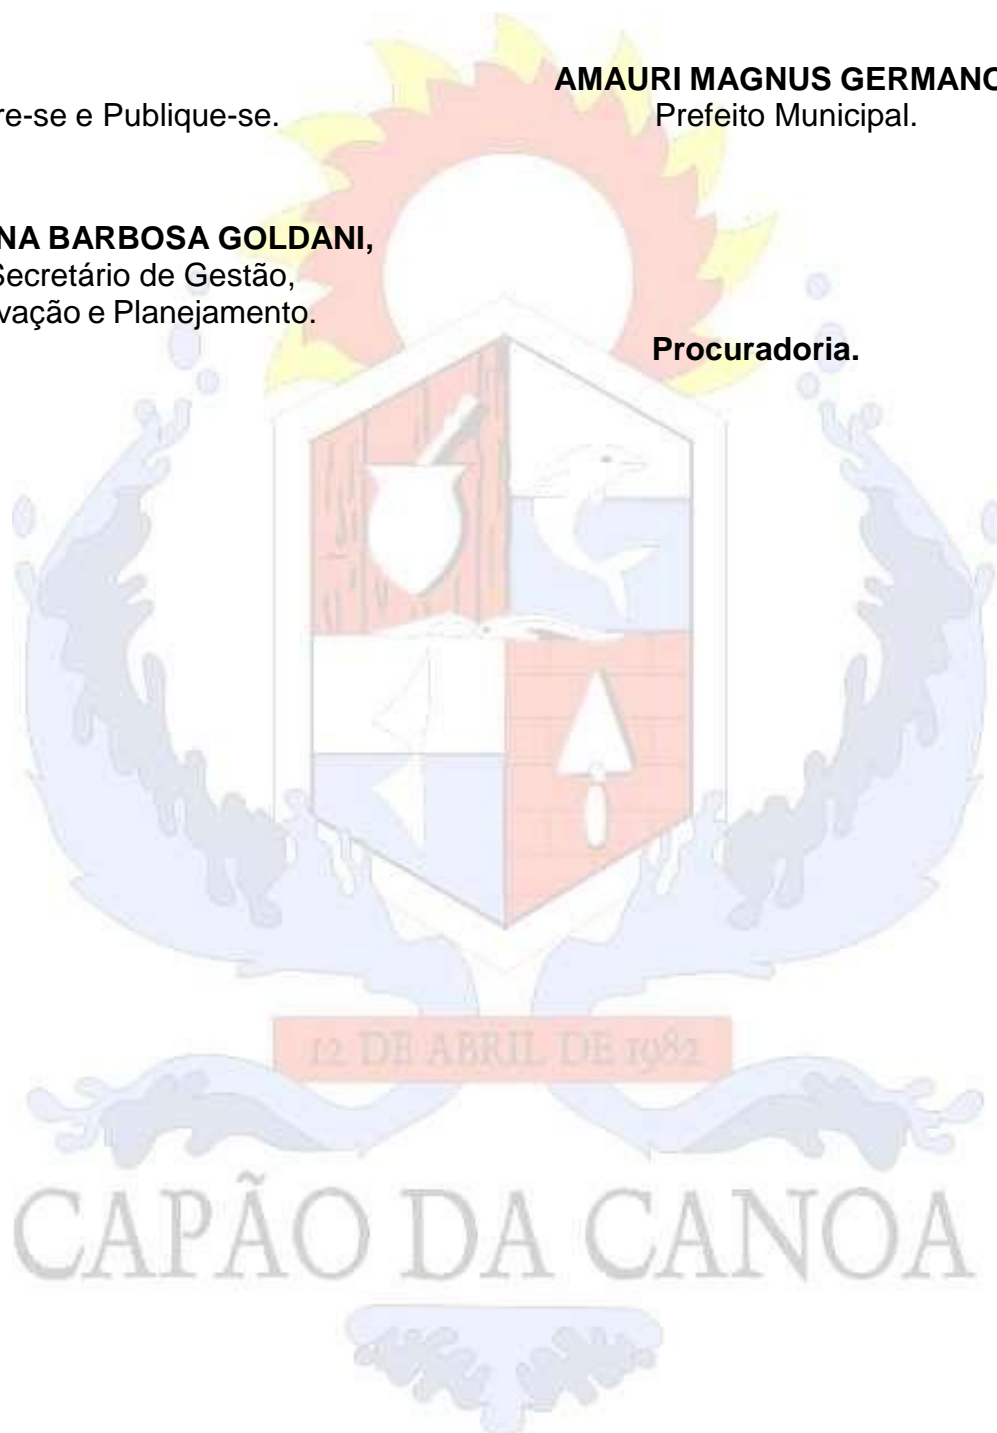 AMAURI MAGNUS GERMANO
re-se e Publique-se.
Prefeito Municipal.
NA BARBOSA GOLDANI,
Secretário de Gestão,
vação e Planejamento.
Procuradoria.
12 DE ABRIL DE 1982
CAPÃO DA CANOA